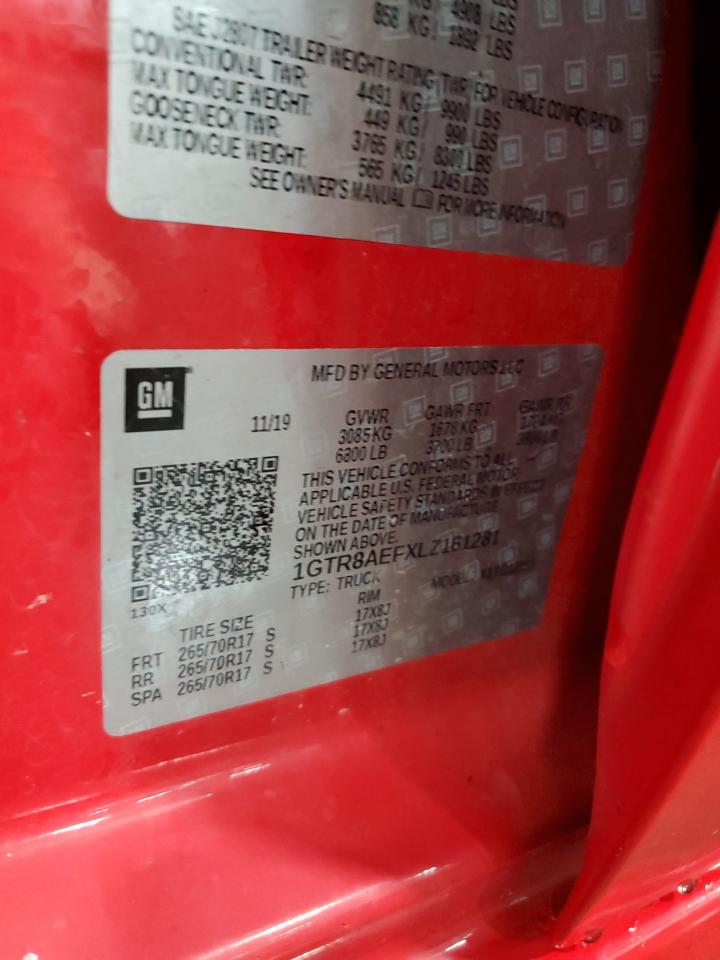 KG / 4908 LBS
858 KG / 1892 LBS
SAE J2807 TRAILER WEIGHT RATING (TWR) FOR VEHICLE CONFIGURATION
CONVENTIONAL TWR: 4491 KG/ 9900 LBS
MAX TONGUE WEIGHT: 449 KG/ 990 LBS
GOOSENECK TWR: 3765 KG/ 8300 LBS
MAX TONGUE WEIGHT: 565 KG/ 1245 LBS
SEE OWNER'S MANUAL FOR MORE INFORMATION
GM
MFD BY GENERAL MOTORS LLC
11/19 GVWR GAWR FRT GAWR RR
3085 KG 1678 KG
6800 LB 3700 LB
THIS VEHICLE CONFORMS TO ALL
APPLICABLE U.S. FEDERAL MOTOR
VEHICLE SAFETY STANDARDS IN EFFECT
ON THE DATE OF MANUFACTURE
SHOWN ABOVE.
1GTR8AEFXLZ161281
TYPE: TRUCK MODEL:
130X
TIRE SIZE RIM
FRT 265/70R17 S 17X8J
RR 265/70R17 S 17X8J
SPA 265/70R17 S 17X8J